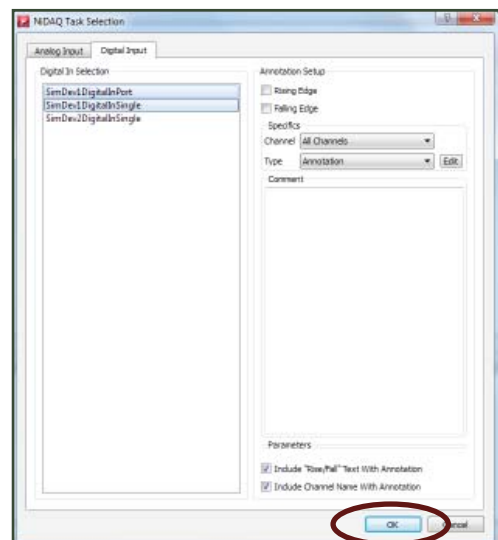 NIDAQ Task Selection
Analog Input
Digital Input
Digital In Selection
SimDev1DigitalInPort
SimDev1DigitalInSingle
SimDev2DigitalInSingle
Annotation Setup
Rising Edge
Falling Edge
Specifics
Channel All Channels
Type Annotation Edit
Comment
Parameters
Include "Rise/Fall" Text With Annotation
Include Channel Name With Annotation
OK
Cancel